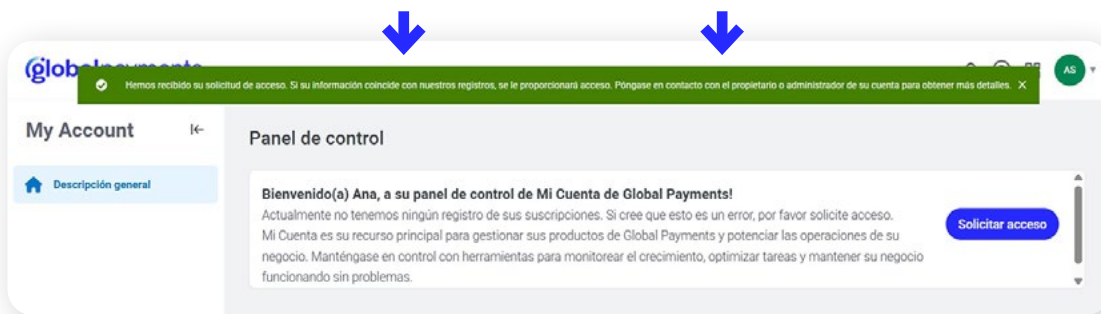 Hemos recibido su solicitud de acceso. Si su información coincide con nuestros registros, se le proporcionará acceso. Póngase en contacto con el propietario o administrador de su cuenta para obtener más detalles.
AS
My Account
Panel de control
Descripción general
Bienvenido(a) Ana, a su panel de control de Mi Cuenta de Global Payments!
Actualmente no tenemos ningún registro de sus suscripciones. Si cree que esto es un error, por favor solicite acceso.
Mi Cuenta es su recurso principal para gestionar sus productos de Global Payments y potenciar las operaciones de su
negocio. Manténgase en control con herramientas para monitorear el crecimiento, optimizar tareas y mantener su negocio
funcionando sin problemas.
Solicitar acceso